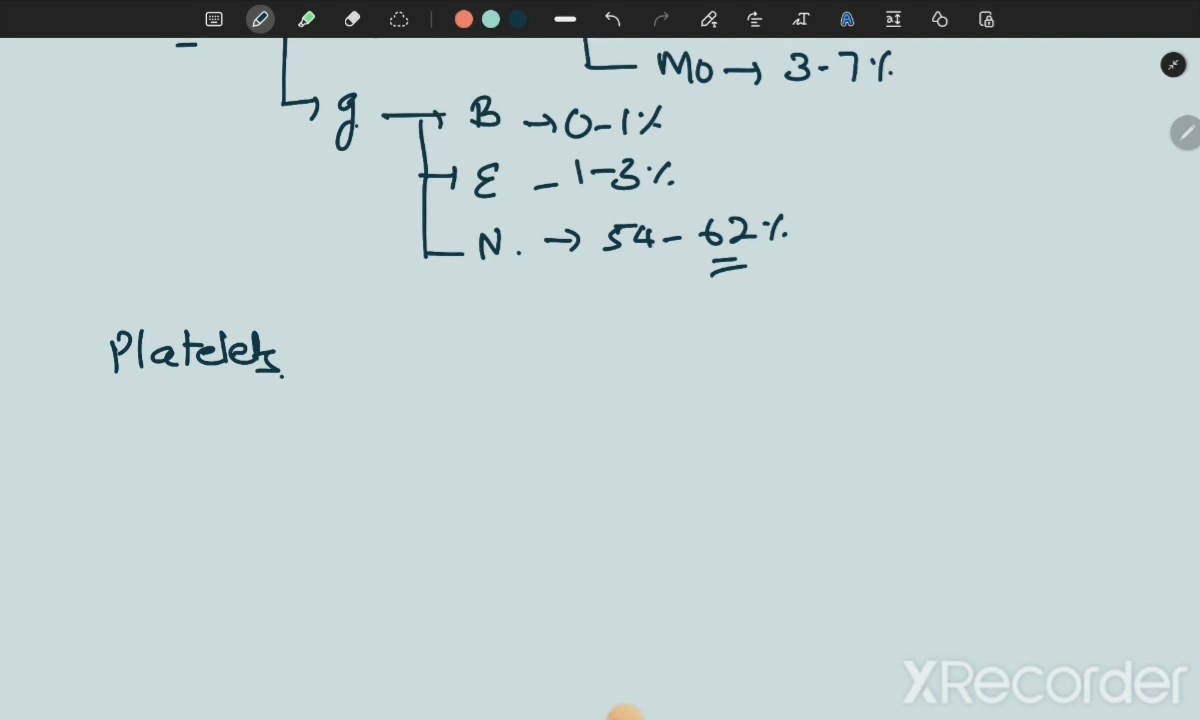 Mo → 3-7%
g → B → 0-1%
E - 1-3%
N. → 54-62%
Platelets.
XRecorder